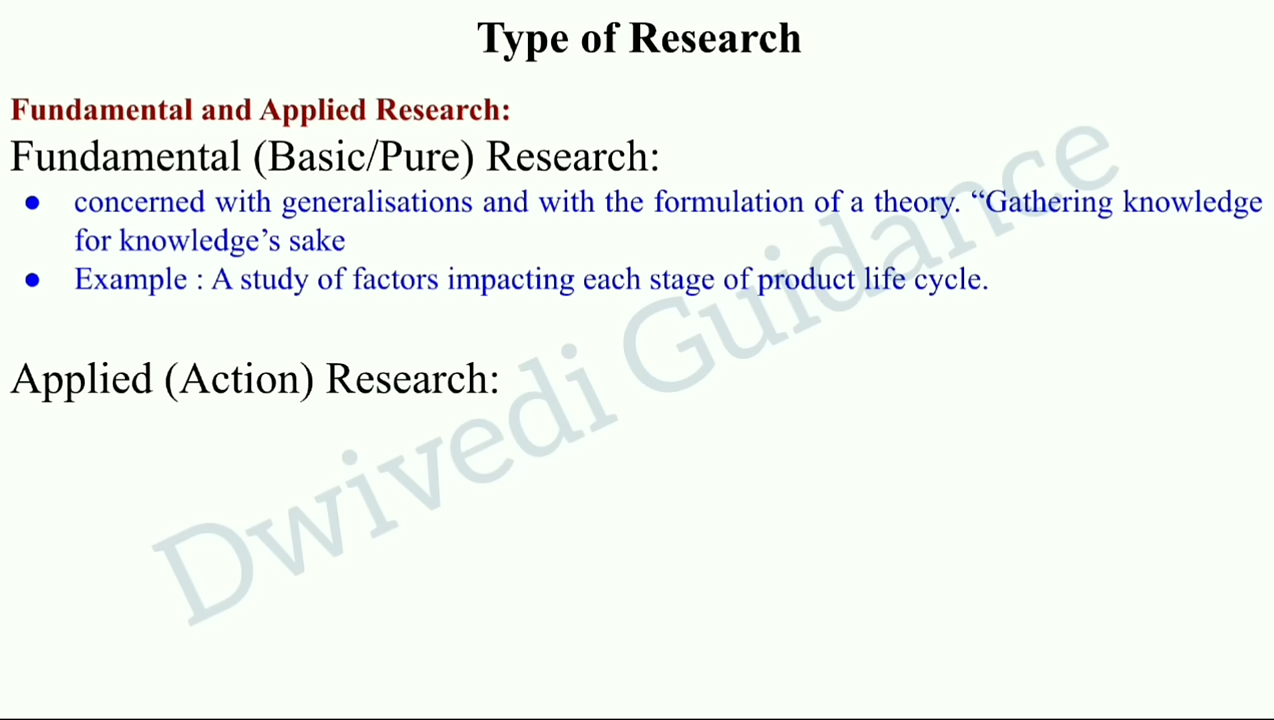 Type of Research
Fundamental and Applied Research:
Fundamental (Basic/Pure) Research:
● concerned with generalisations and with the formulation of a theory. “Gathering knowledge
for knowledge’s sake
● Example : A study of factors impacting each stage of product life cycle.
Applied (Action) Research:
Dwivedi Guidance